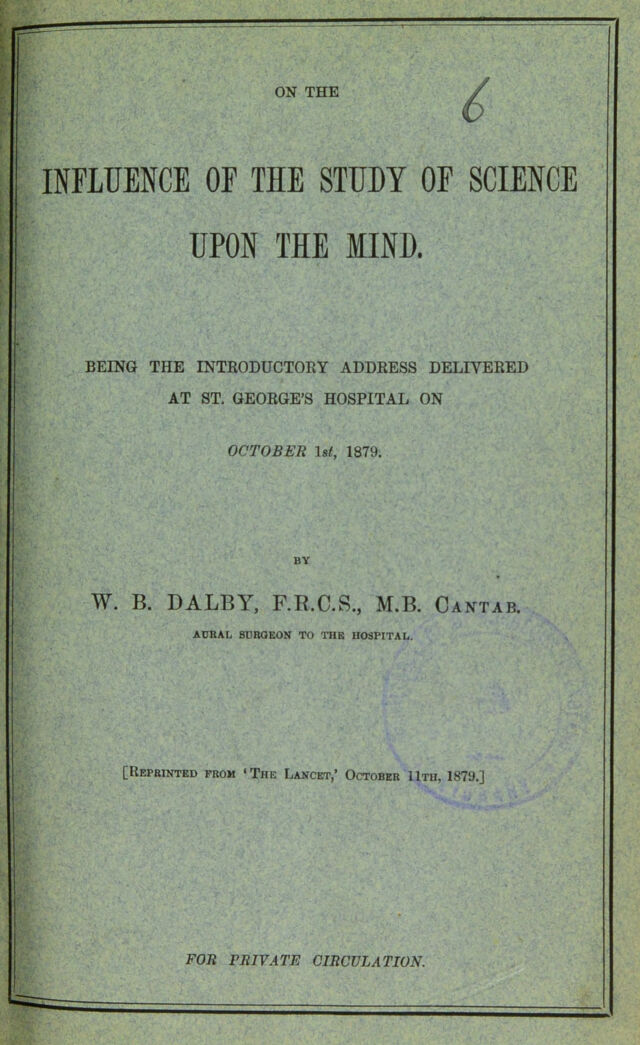 ON THE
6
INFLUENCE OF THE STUDY OF SCIENCE
UPON THE MIND.
BEING THE INTRODUCTORY ADDRESS DELIVERED
AT ST. GEORGE'S HOSPITAL ON
OCTOBER 1st, 1879.
BY
W. B. DALBY, F.R.C.S., M.B. CANTAB.
AURAL SURGEON TO THE HOSPITAL.
[REPRINTED FROM 'THE LANCET,' OCTOBER 11TH, 1879.]
FOR PRIVATE CIRCULATION.